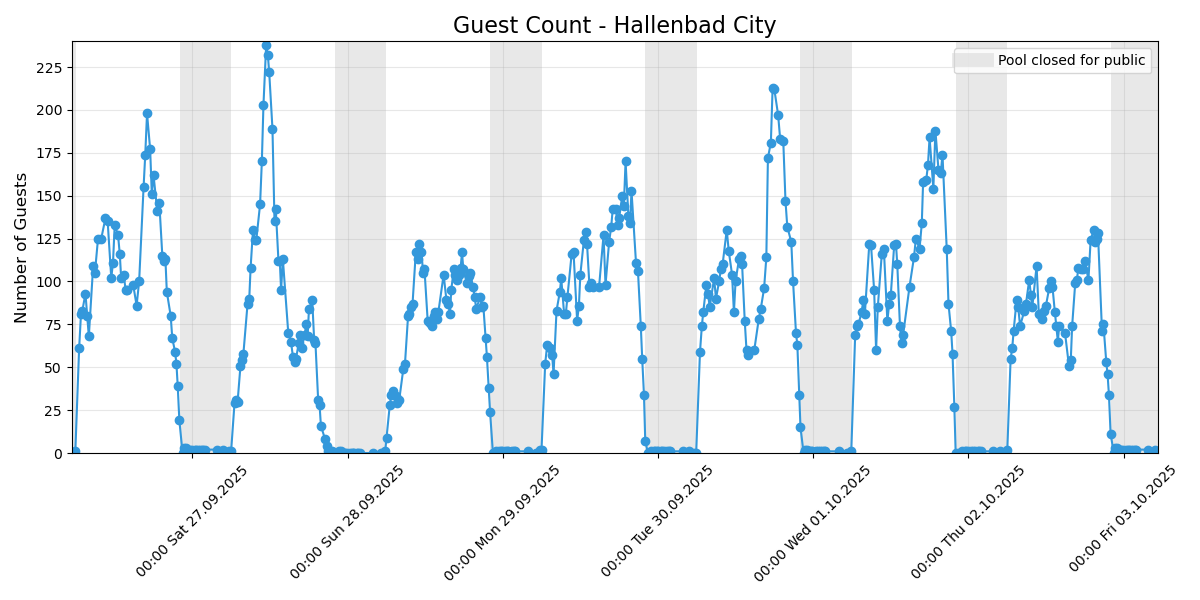 Guest Count - Hallenbad City
Pool closed for public
Number of Guests
225
200
175
150
125
100
75
50
25
0
00:00 Sat 27.09.2025
00:00 Sun 28.09.2025
00:00 Mon 29.09.2025
00:00 Tue 30.09.2025
00:00 Wed 01.10.2025
00:00 Thu 02.10.2025
00:00 Fri 03.10.2025